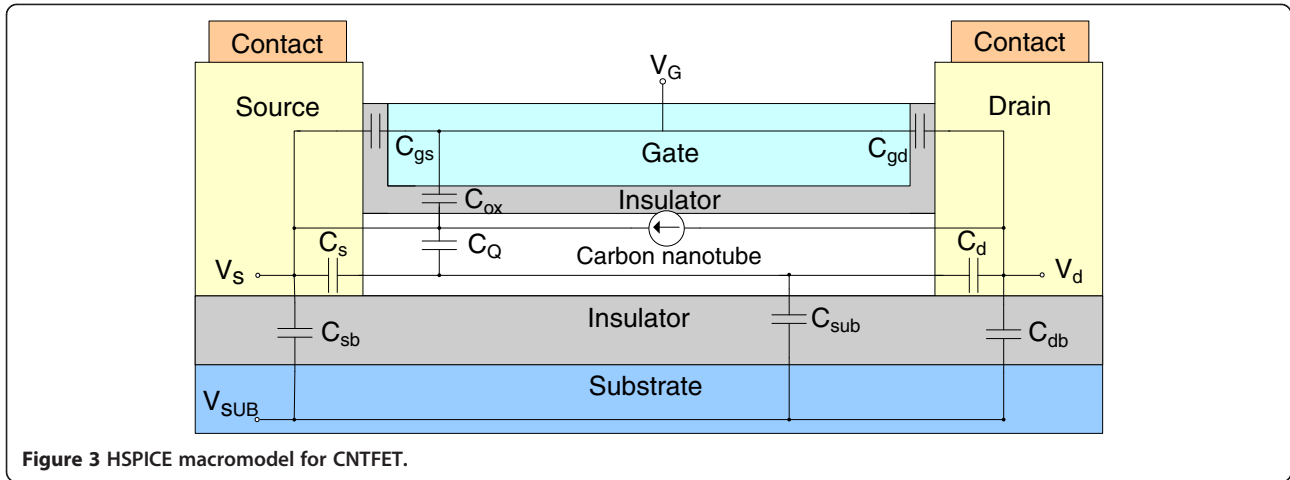 Contact
Contact
V_G
Source
Drain
C_gs
Gate
C_gd
C_ox
Insulator
C_s
C_Q
Carbon nanotube
C_d
V_s
V_d
C_sb
Insulator
C_sub
C_db
Substrate
V_SUB
Figure 3 HSPICE macromodel for CNTFET.